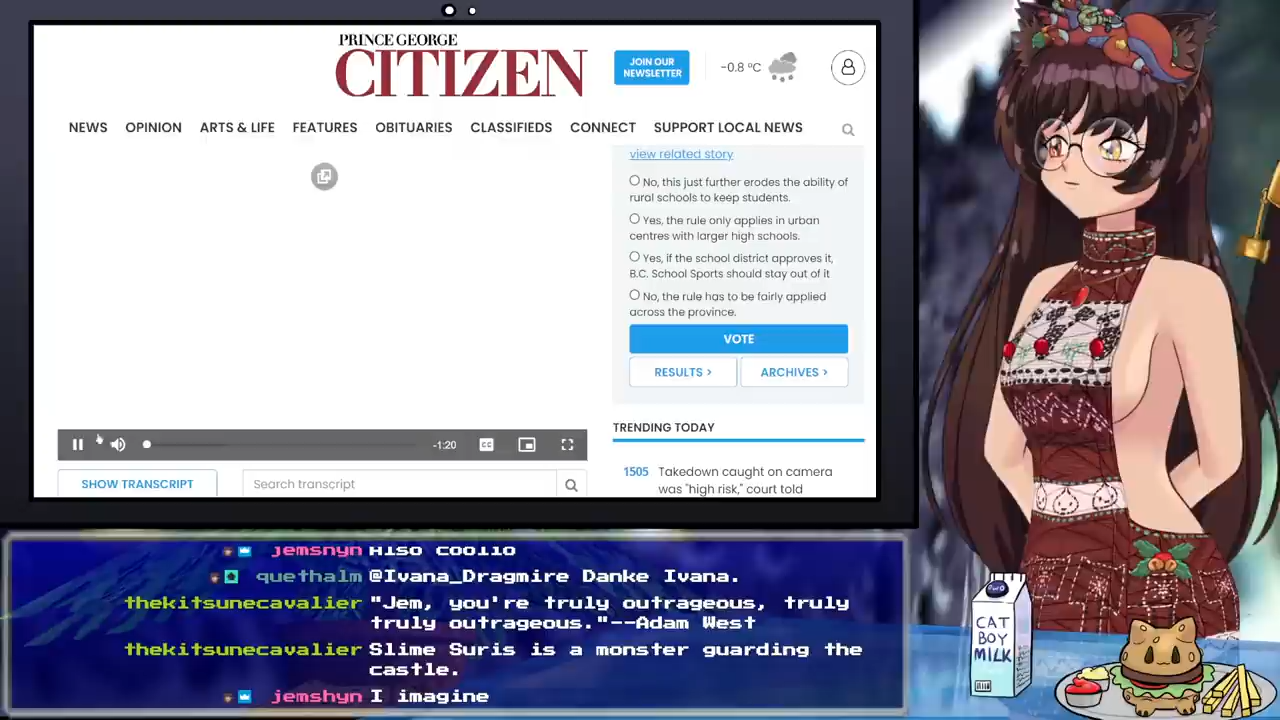 PRINCE GEORGE
CITIZEN
JOIN OUR
NEWSLETTER
-0.8 °C
NEWS OPINION ARTS & LIFE FEATURES OBITUARIES CLASSIFIEDS CONNECT SUPPORT LOCAL NEWS
view related story
No, this just further erodes the ability of
rural schools to keep students.
Yes, the rule only applies in urban
centres with larger high schools.
Yes, if the school district approves it,
B.C. School Sports should stay out of it
No, the rule has to be fairly applied
across the province.
VOTE
RESULTS > ARCHIVES >
TRENDING TODAY
1505 Takedown caught on camera
was "high risk," court told
-1:20 CC
SHOW TRANSCRIPT Search transcript
jemshyn Also coolio
quethalm @Ivana_Dragmire Danke Ivana.
thekitsunecavalier "Jem, you're truly outrageous, truly
truly outrageous."--Adam West
thekitsunecavalier Slime Suris is a monster guarding the
castle.
jemshyn I imagine
CAT
BOY
MILK